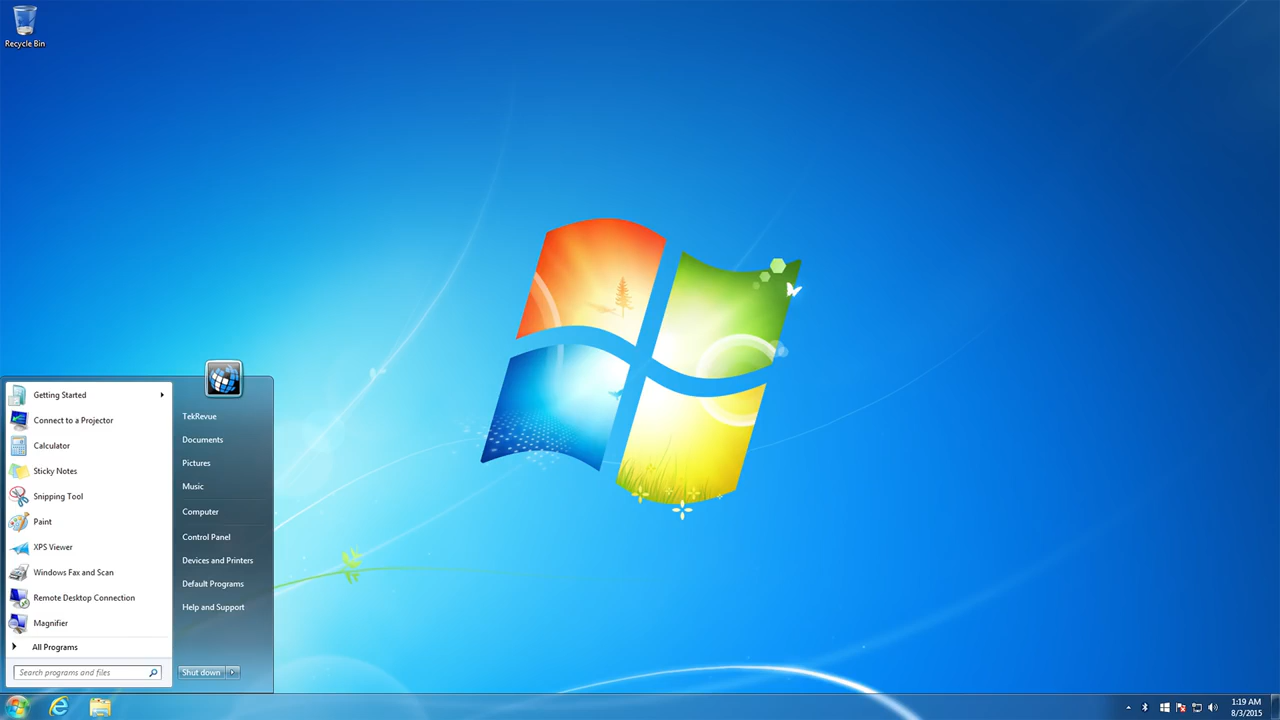 Recycle Bin
Getting Started
Connect to a Projector
Calculator
Sticky Notes
Snipping Tool
Paint
XPS Viewer
Windows Fax and Scan
Remote Desktop Connection
Magnifier
All Programs
Search programs and files
TekRevue
Documents
Pictures
Music
Computer
Control Panel
Devices and Printers
Default Programs
Help and Support
Shut down
1:19 AM
8/3/2015